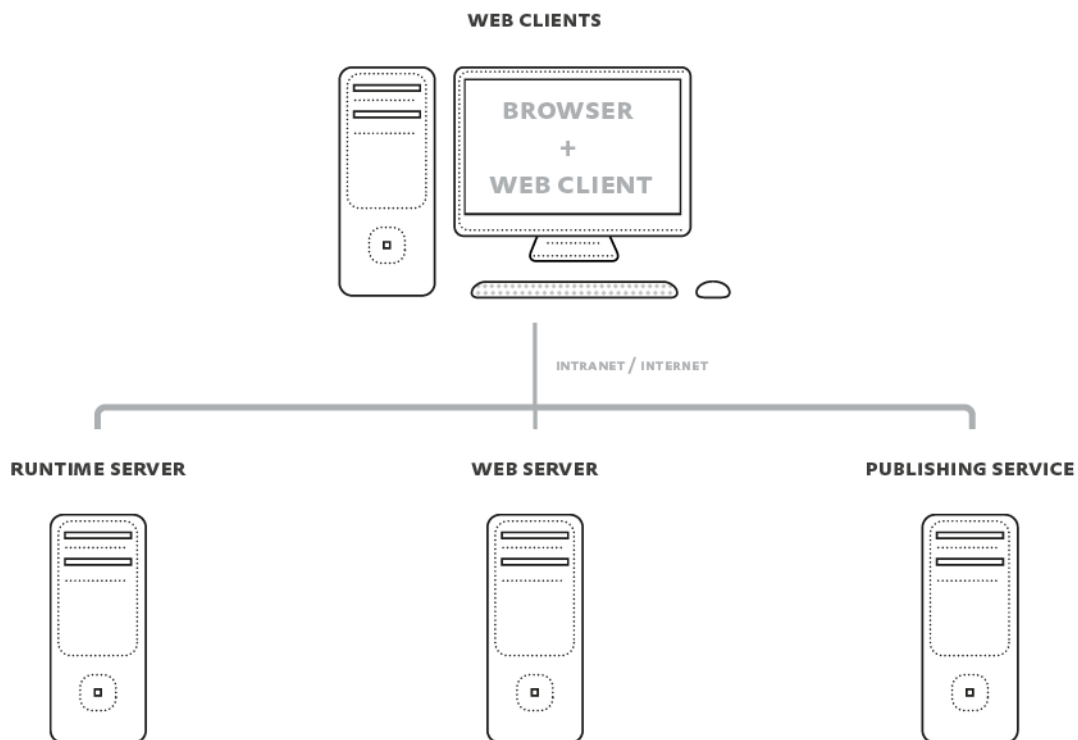 WEB CLIENTS
BROWSER
+
WEB CLIENT
INTRANET / INTERNET
RUNTIME SERVER
WEB SERVER
PUBLISHING SERVICE